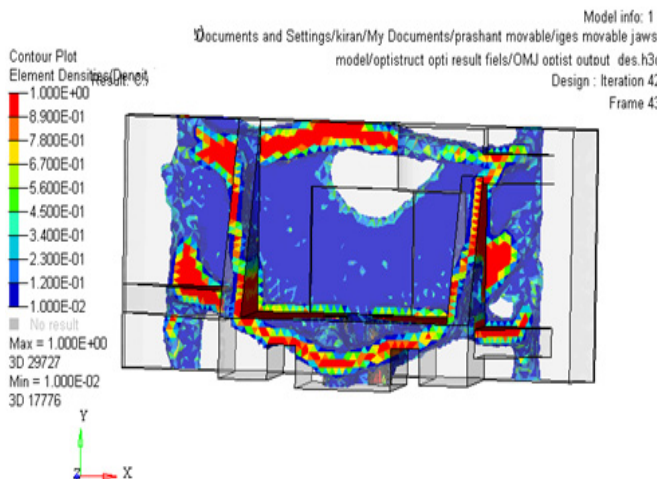 Model info: 1
Documents and Settings/kiran/My Documents/prashant movable/iges movable jaws
model/optistruct opti result fiels/OMJ optist output_des.h3d
Design : Iteration 42
Frame 43
Contour Plot
Element Densities(Densit
Result: C:/
1.000E+00
8.900E-01
7.800E-01
6.700E-01
5.600E-01
4.500E-01
3.400E-01
2.300E-01
1.200E-01
1.000E-02
No result
Max = 1.000E+00
3D 29727
Min = 1.000E-02
3D 17776
Y
Z
X